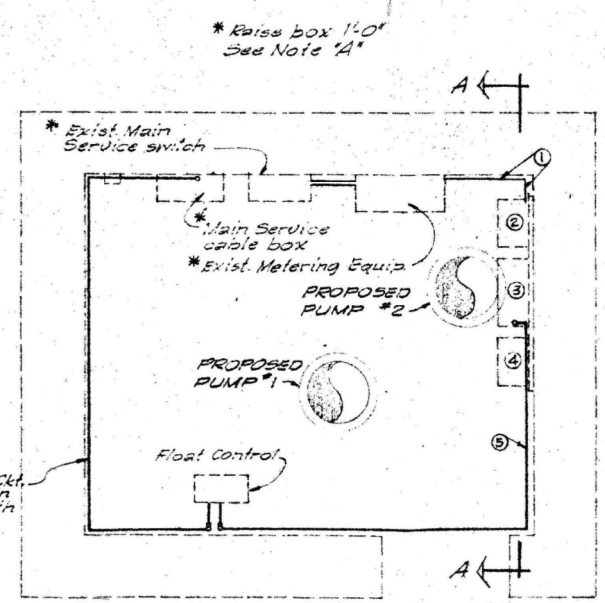 * Raise box 1'-0"
See Note "A"
A
* Exist. Main
Service switch
1
2
*
Main Service
cable box
* Exist. Metering Equip.
3
PROPOSED
PUMP #2
4
PROPOSED
PUMP #1
5
Float Control
Ckt.
A